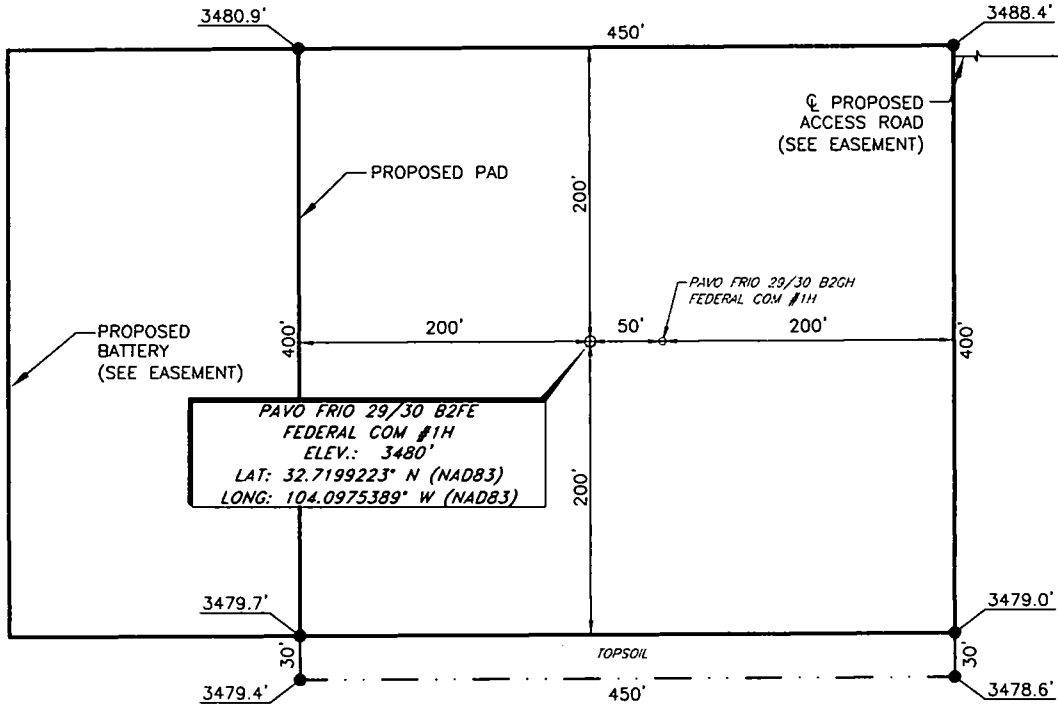 3480.9'
450'
3488.4'
℄ PROPOSED
ACCESS ROAD
(SEE EASEMENT)
PROPOSED PAD
200'
PAVO FRIO 29/30 B2GH
FEDERAL COM #1H
PROPOSED
BATTERY
(SEE EASEMENT)
400'
200'
50'
200'
400'
PAVO FRIO 29/30 B2FE
FEDERAL COM #1H
ELEV.: 3480'
LAT: 32.7199223° N (NAD83)
LONG: 104.0975389° W (NAD83)
200'
3479.7'
3479.0'
30'
TOPSOIL
30'
3479.4'
450'
3478.6'